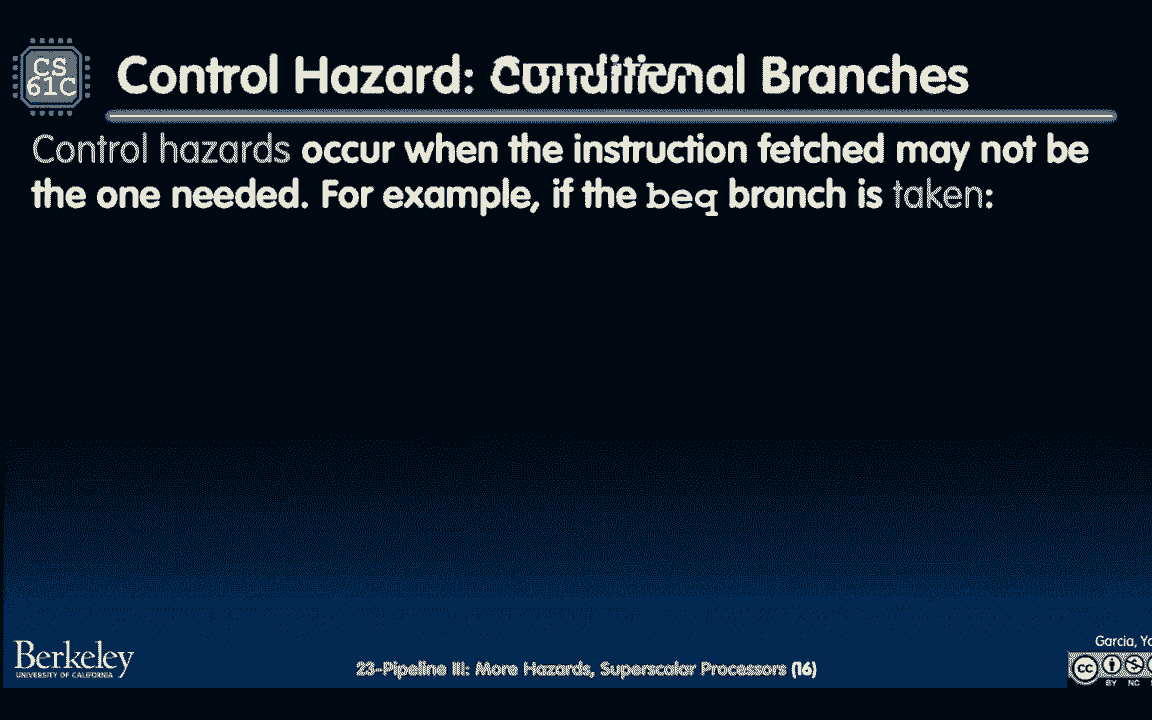 CS
61C
Control Hazard: Conditional Branches
Control hazards occur when the instruction fetched may not be
the one needed. For example, if the beq branch is taken:
Berkeley
UNIVERSITY OF CALIFORNIA
23-Pipeline III: More Hazards, Superscalar Processors (16)
Garcia,
cc
BY NC